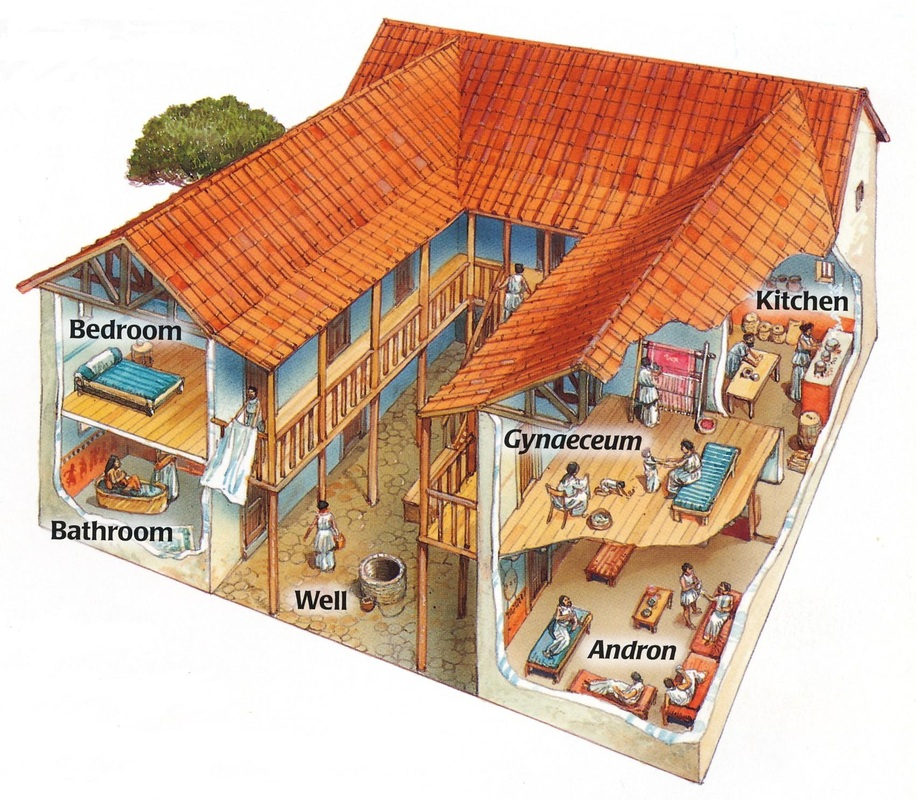 Kitchen
Bedroom
Gynaeceum
Bathroom
Well
Andron